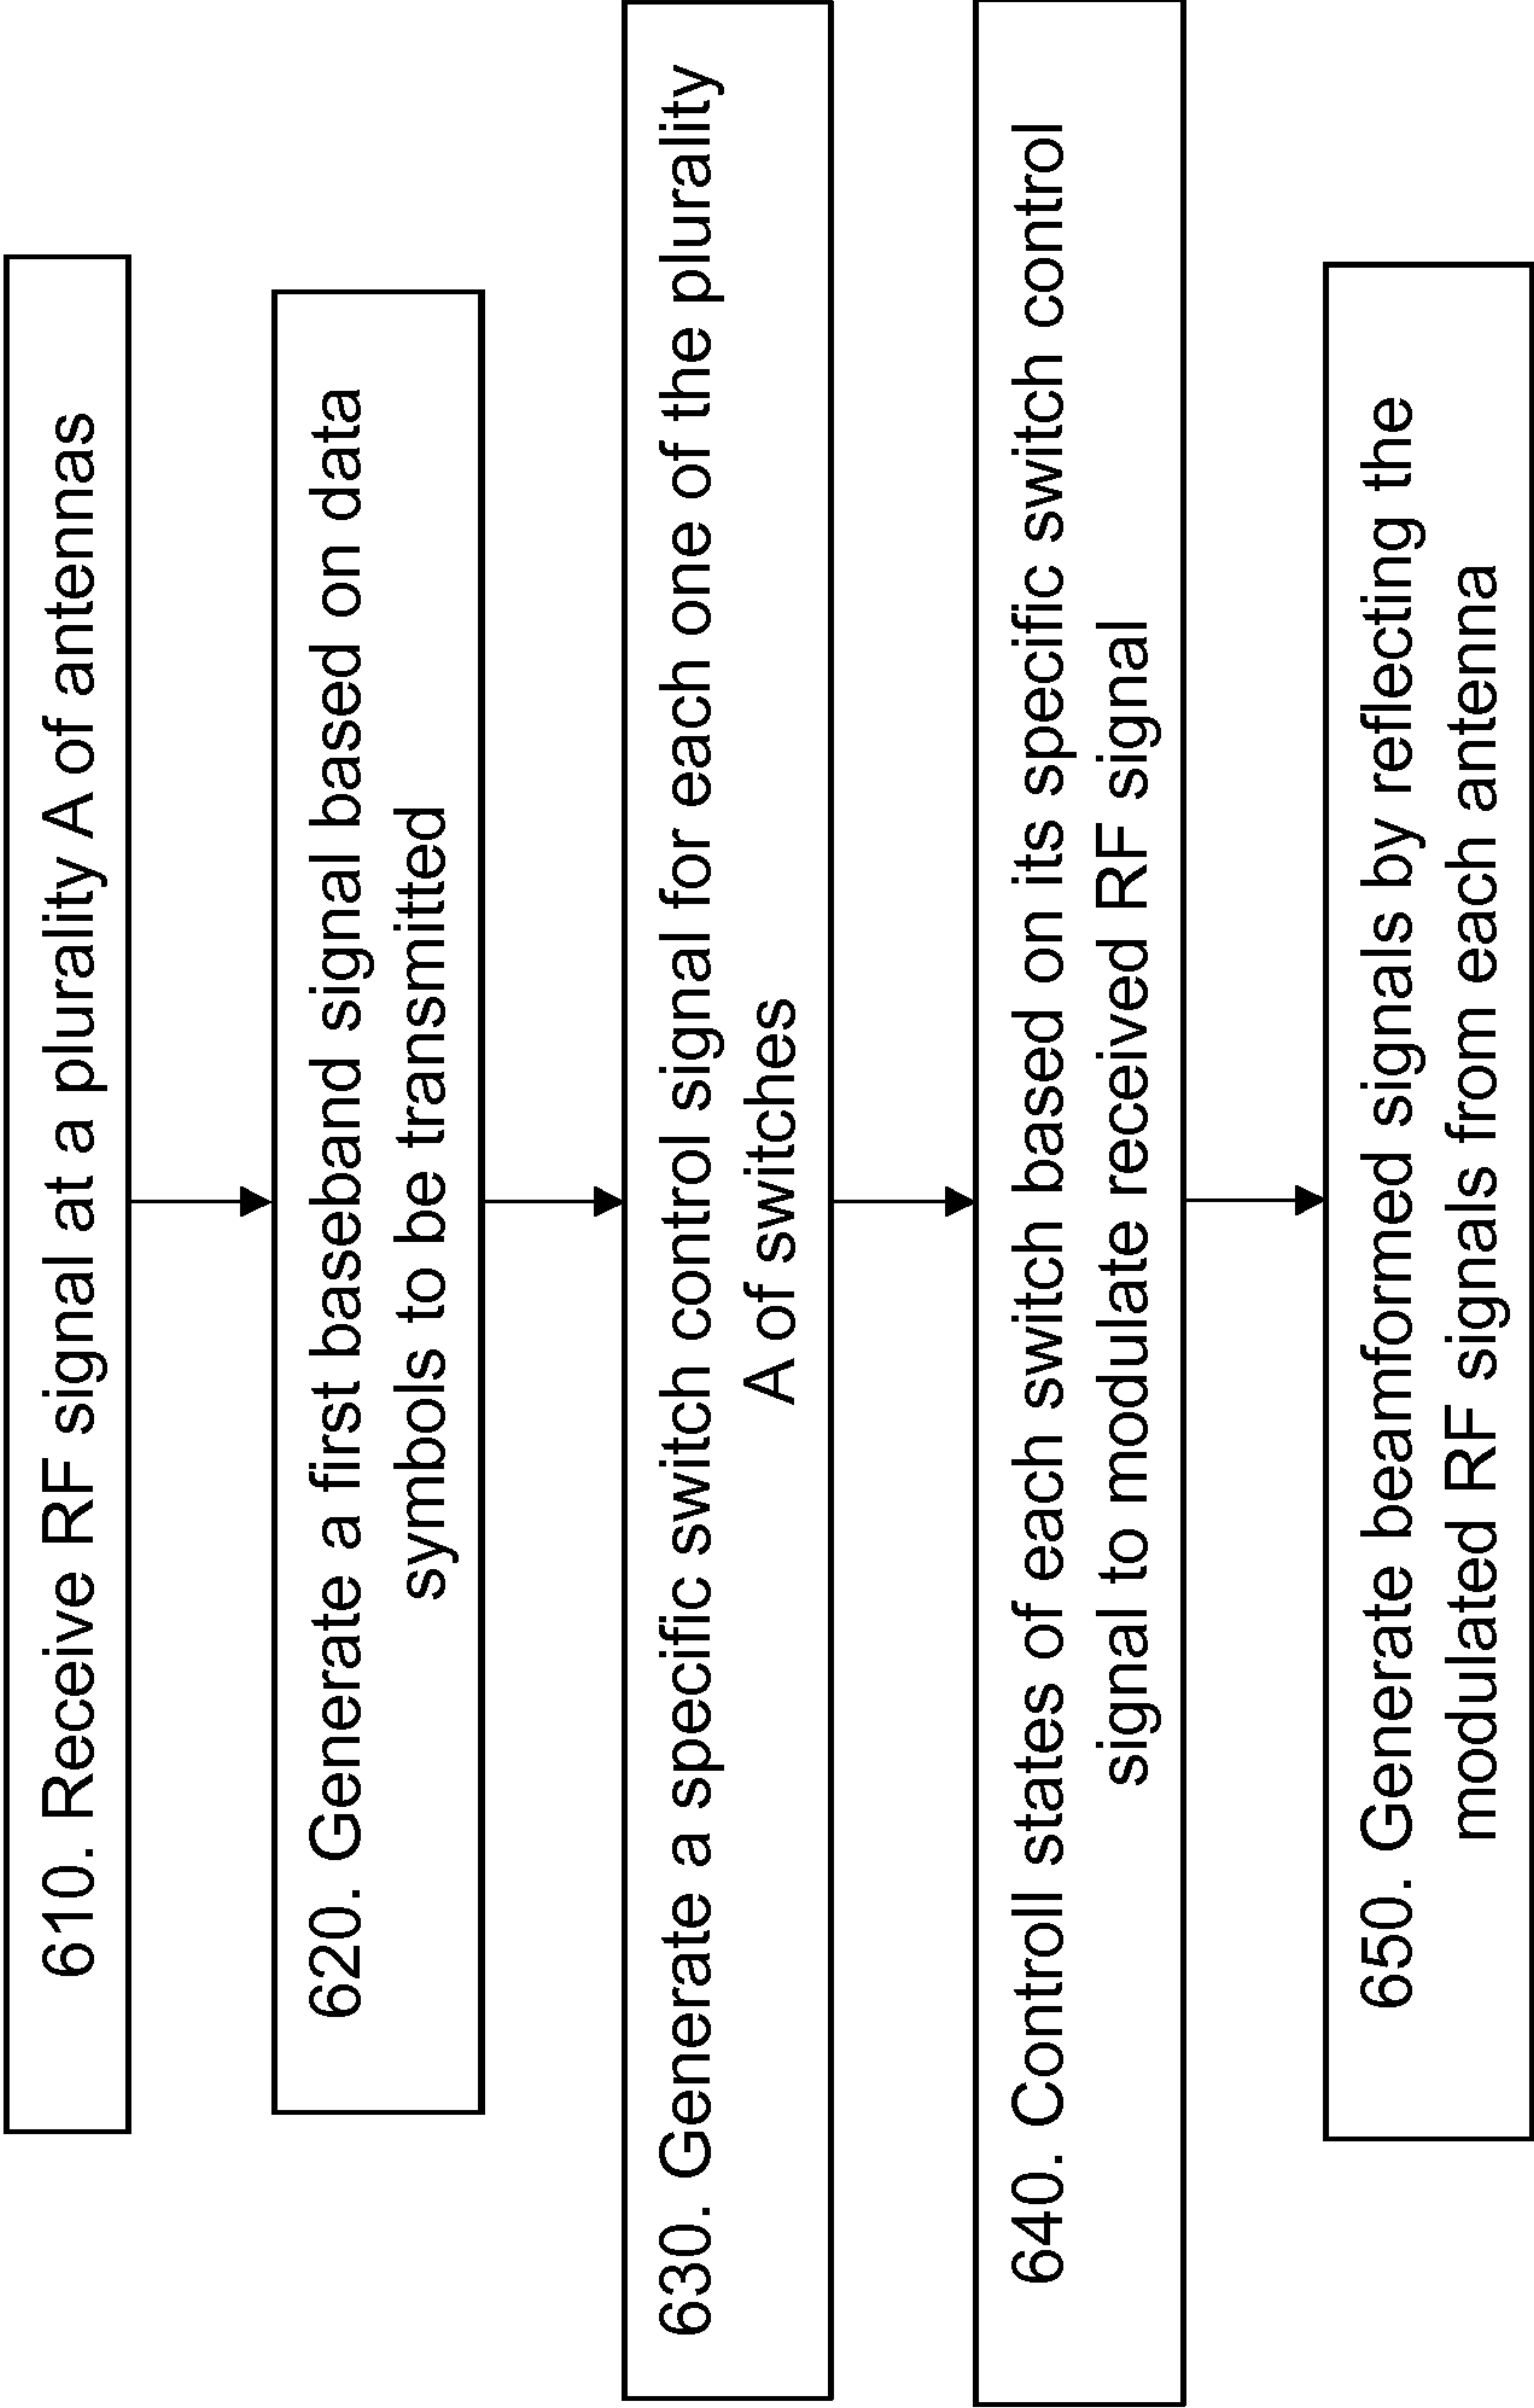 610. Receive RF signal at a plurality A of antennas
620. Generate a first baseband signal based on data
symbols to be transmitted
630. Generate a specific switch control signal for each one of the plurality
A of switches
640. Controll states of each switch based on its specific switch control
signal to modulate received RF signal
650. Generate beamformed signals by reflecting the
modulated RF signals from each antenna